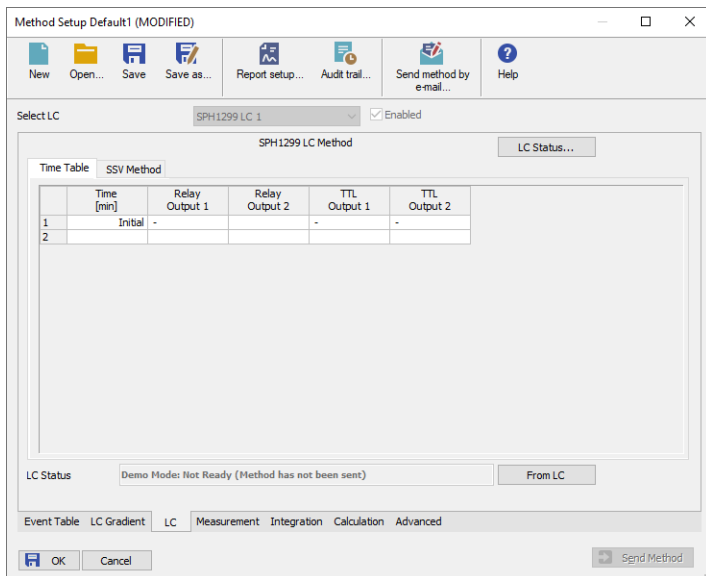 Method Setup Default1 (MODIFIED)
New Open... Save Save as... Report setup... Audit trail... Send method by e-mail... Help
Select LC SPH1299 LC 1 Enabled
SPH1299 LC Method LC Status...
Time Table SSV Method
Time [min] Relay Output 1 Relay Output 2 TTL Output 1 TTL Output 2
1 Initial - - -
2
LC Status Demo Mode: Not Ready (Method has not been sent) From LC
Event Table LC Gradient LC Measurement Integration Calculation Advanced
OK Cancel Send Method